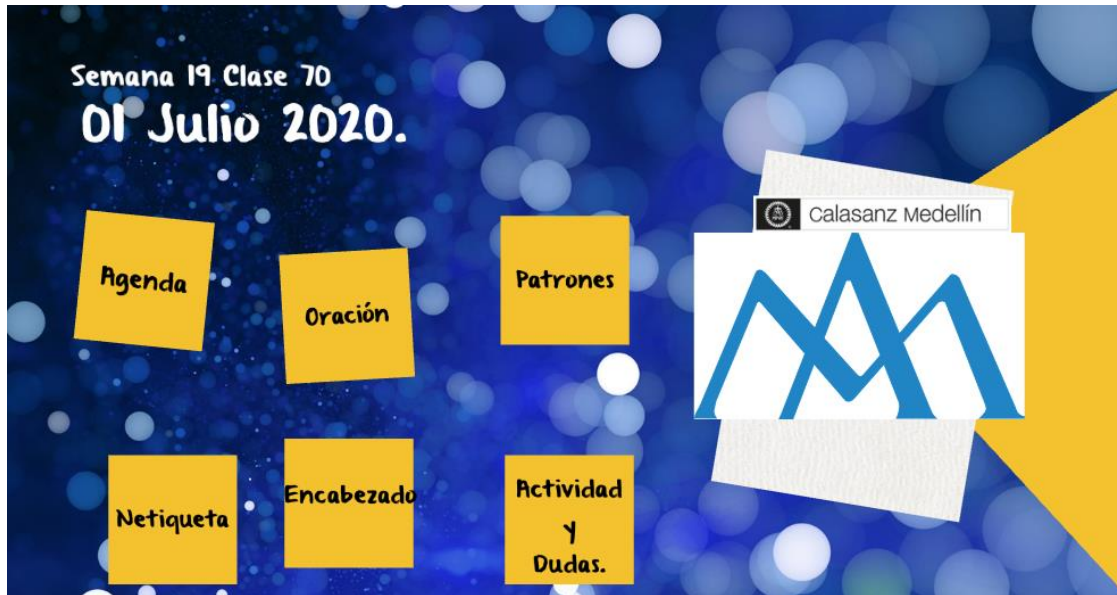 Semana 19 Clase 70
01 Julio 2020.
Agenda
Oración
Patrones
Calasanz Medellín
Netiqueta
Encabezado
Actividad
y
Dudas.